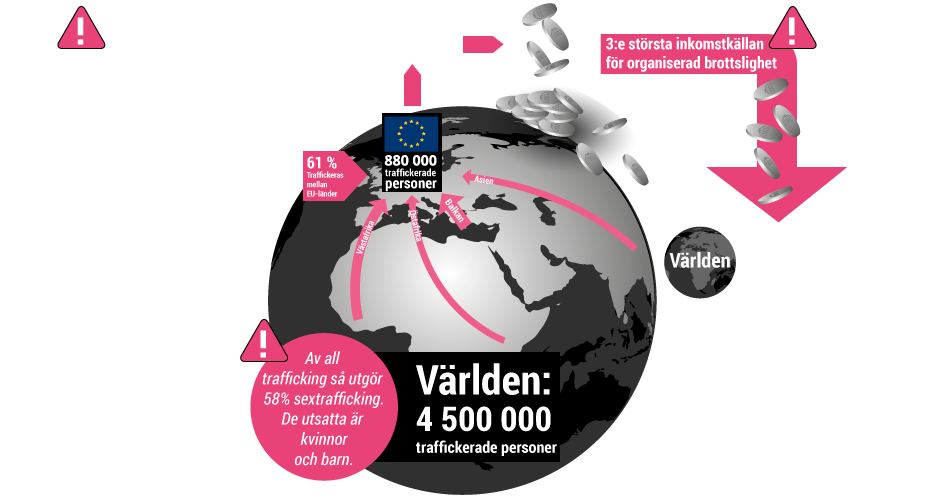 3:e största inkomstkällan
för organiserad brottslighet
880 000
traffickerade
personer
61 %
Traffickeras
mellan
EU-länder
Asien
Balkan
Västafrika
Östafrika
Världen
Av all
trafficking så utgör
58% sextrafficking.
De utsatta är
kvinnor
och barn.
Världen:
4 500 000
traffickerade personer